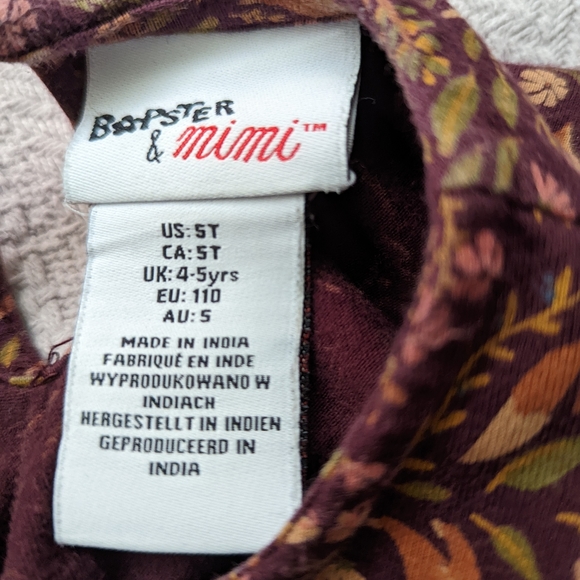 BOPSTER
& mimi™
US: 5T
CA: 5T
UK: 4-5yrs
EU: 110
AU: 5
MADE IN INDIA
FABRIQUÉ EN INDE
WYPRODUKOWANO W
INDIACH
HERGESTELLT IN INDIEN
GEPRODUCEERD IN
INDIA